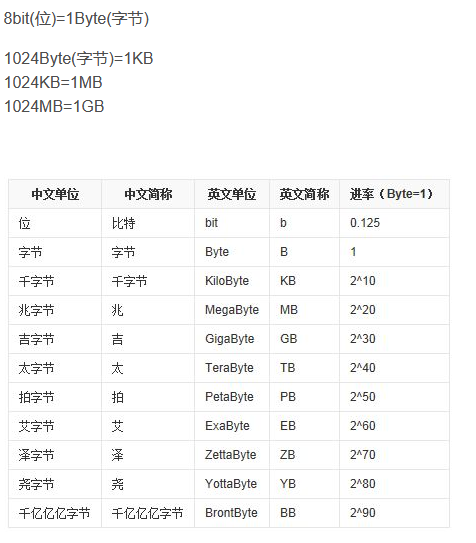 8bit(位)=1Byte(字节)
1024Byte(字节)=1KB
1024KB=1MB
1024MB=1GB
中文单位 中文简称 英文单位 英文简称 进率（Byte=1）
位 比特 bit b 0.125
字节 字节 Byte B 1
千字节 千字节 KiloByte KB 2^10
兆字节 兆 MegaByte MB 2^20
吉字节 吉 GigaByte GB 2^30
太字节 太 TeraByte TB 2^40
拍字节 拍 PetaByte PB 2^50
艾字节 艾 ExaByte EB 2^60
泽字节 泽 ZettaByte ZB 2^70
尧字节 尧 YottaByte YB 2^80
千亿亿亿字节 千亿亿亿字节 BrontByte BB 2^90